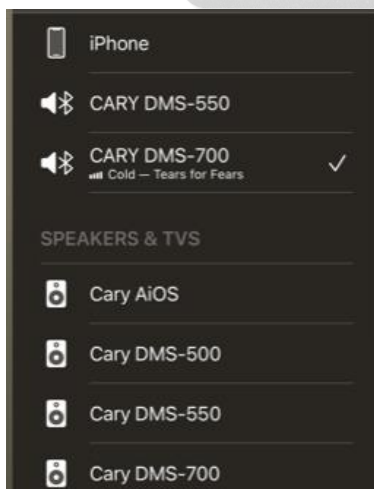 iPhone
CARY DMS-550
CARY DMS-700
Cold — Tears for Fears
SPEAKERS & TVS
Cary AiOS
Cary DMS-500
Cary DMS-550
Cary DMS-700